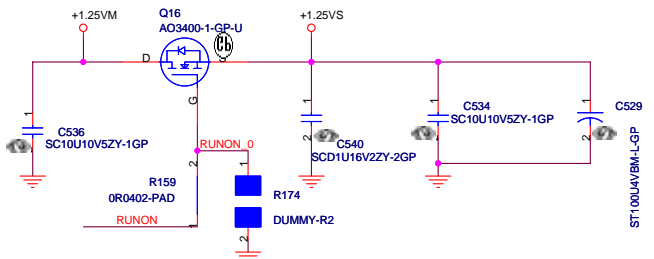 +1.25VM
Q16
AO3400-1-GP-U
+1.25VS
D
S
G
1
2
C536
SC10U10V5ZY-1GP
1
2
C540
SCD1U16V2ZY-2GP
1
2
C534
SC10U10V5ZY-1GP
1
2
C529
ST100U4VBM-L-GP
RUNON_0
2
1
R159
0R0402-PAD
RUNON
1
2
R174
DUMMY-R2